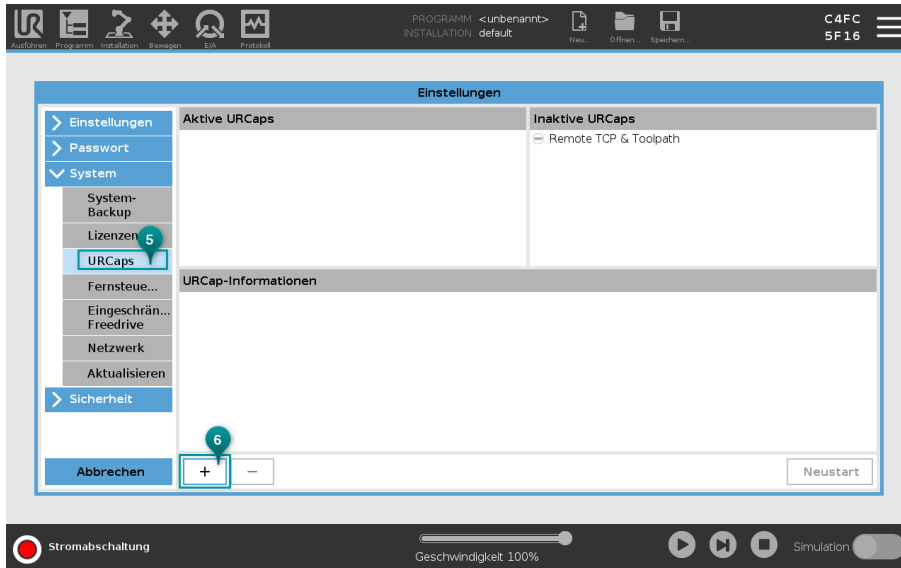 UR
PROGRAMM <unbenannt>
INSTALLATION default
C4FC
5F16
Ausführen Programm Installation Bewegen E/A Protokoll
Neu... Öffnen... Speichern...
Einstellungen
Einstellungen
Passwort
System
System-
Backup
Lizenzen
5
URCaps
Fernsteue...
Eingeschrän...
Freedrive
Netzwerk
Aktualisieren
Sicherheit
Abbrechen
Aktive URCaps
Inaktive URCaps
Remote TCP & Toolpath
URCap-Informationen
6
+ −
Neustart
Stromabschaltung
Geschwindigkeit 100%
Simulation